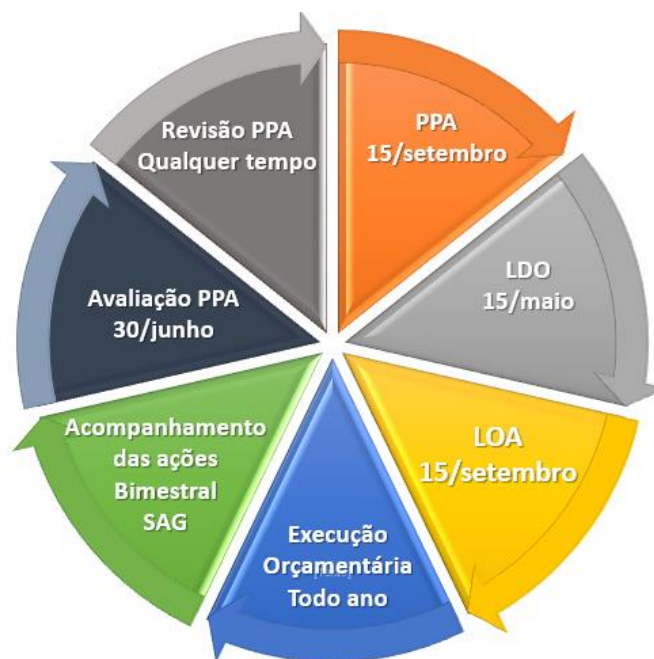 PPA
15/setembro
LDO
15/maio
LOA
15/setembro
Execução
Orçamentária
Todo ano
Acompanhamento
das ações
Bimestral
SAG
Avaliação PPA
30/junho
Revisão PPA
Qualquer tempo